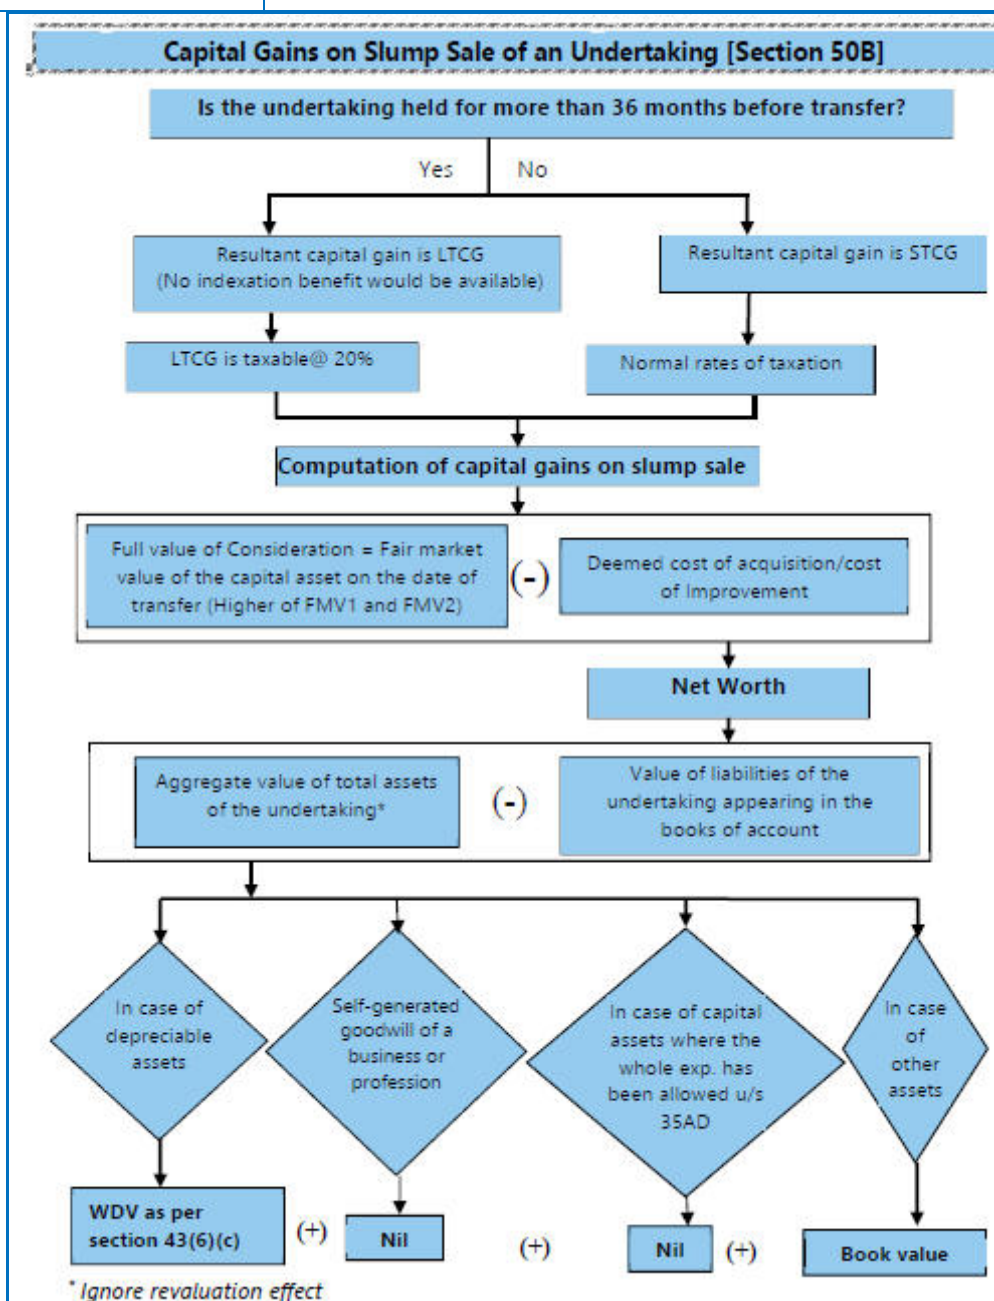 Capital Gains on Slump Sale of an Undertaking [Section 50B]
Is the undertaking held for more than 36 months before transfer?
Yes
No
Resultant capital gain is LTCG
(No indexation benefit would be available)
Resultant capital gain is STCG
LTCG is taxable@ 20%
Normal rates of taxation
Computation of capital gains on slump sale
Full value of Consideration = Fair market
value of the capital asset on the date of
transfer (Higher of FMV1 and FMV2)
(-)
Deemed cost of acquisition/cost
of Improvement
Net Worth
Aggregate value of total assets
of the undertaking*
(-)
Value of liabilities of the
undertaking appearing in the
books of account
In case of
depreciable
assets
Self-generated
goodwill of a
business or
profession
In case of capital
assets where the
whole exp. has
been allowed u/s
35AD
In case
of
other
assets
WDV as per
section 43(6)(c)
(+)
Nil
(+)
Nil
(+)
Book value
* Ignore revaluation effect